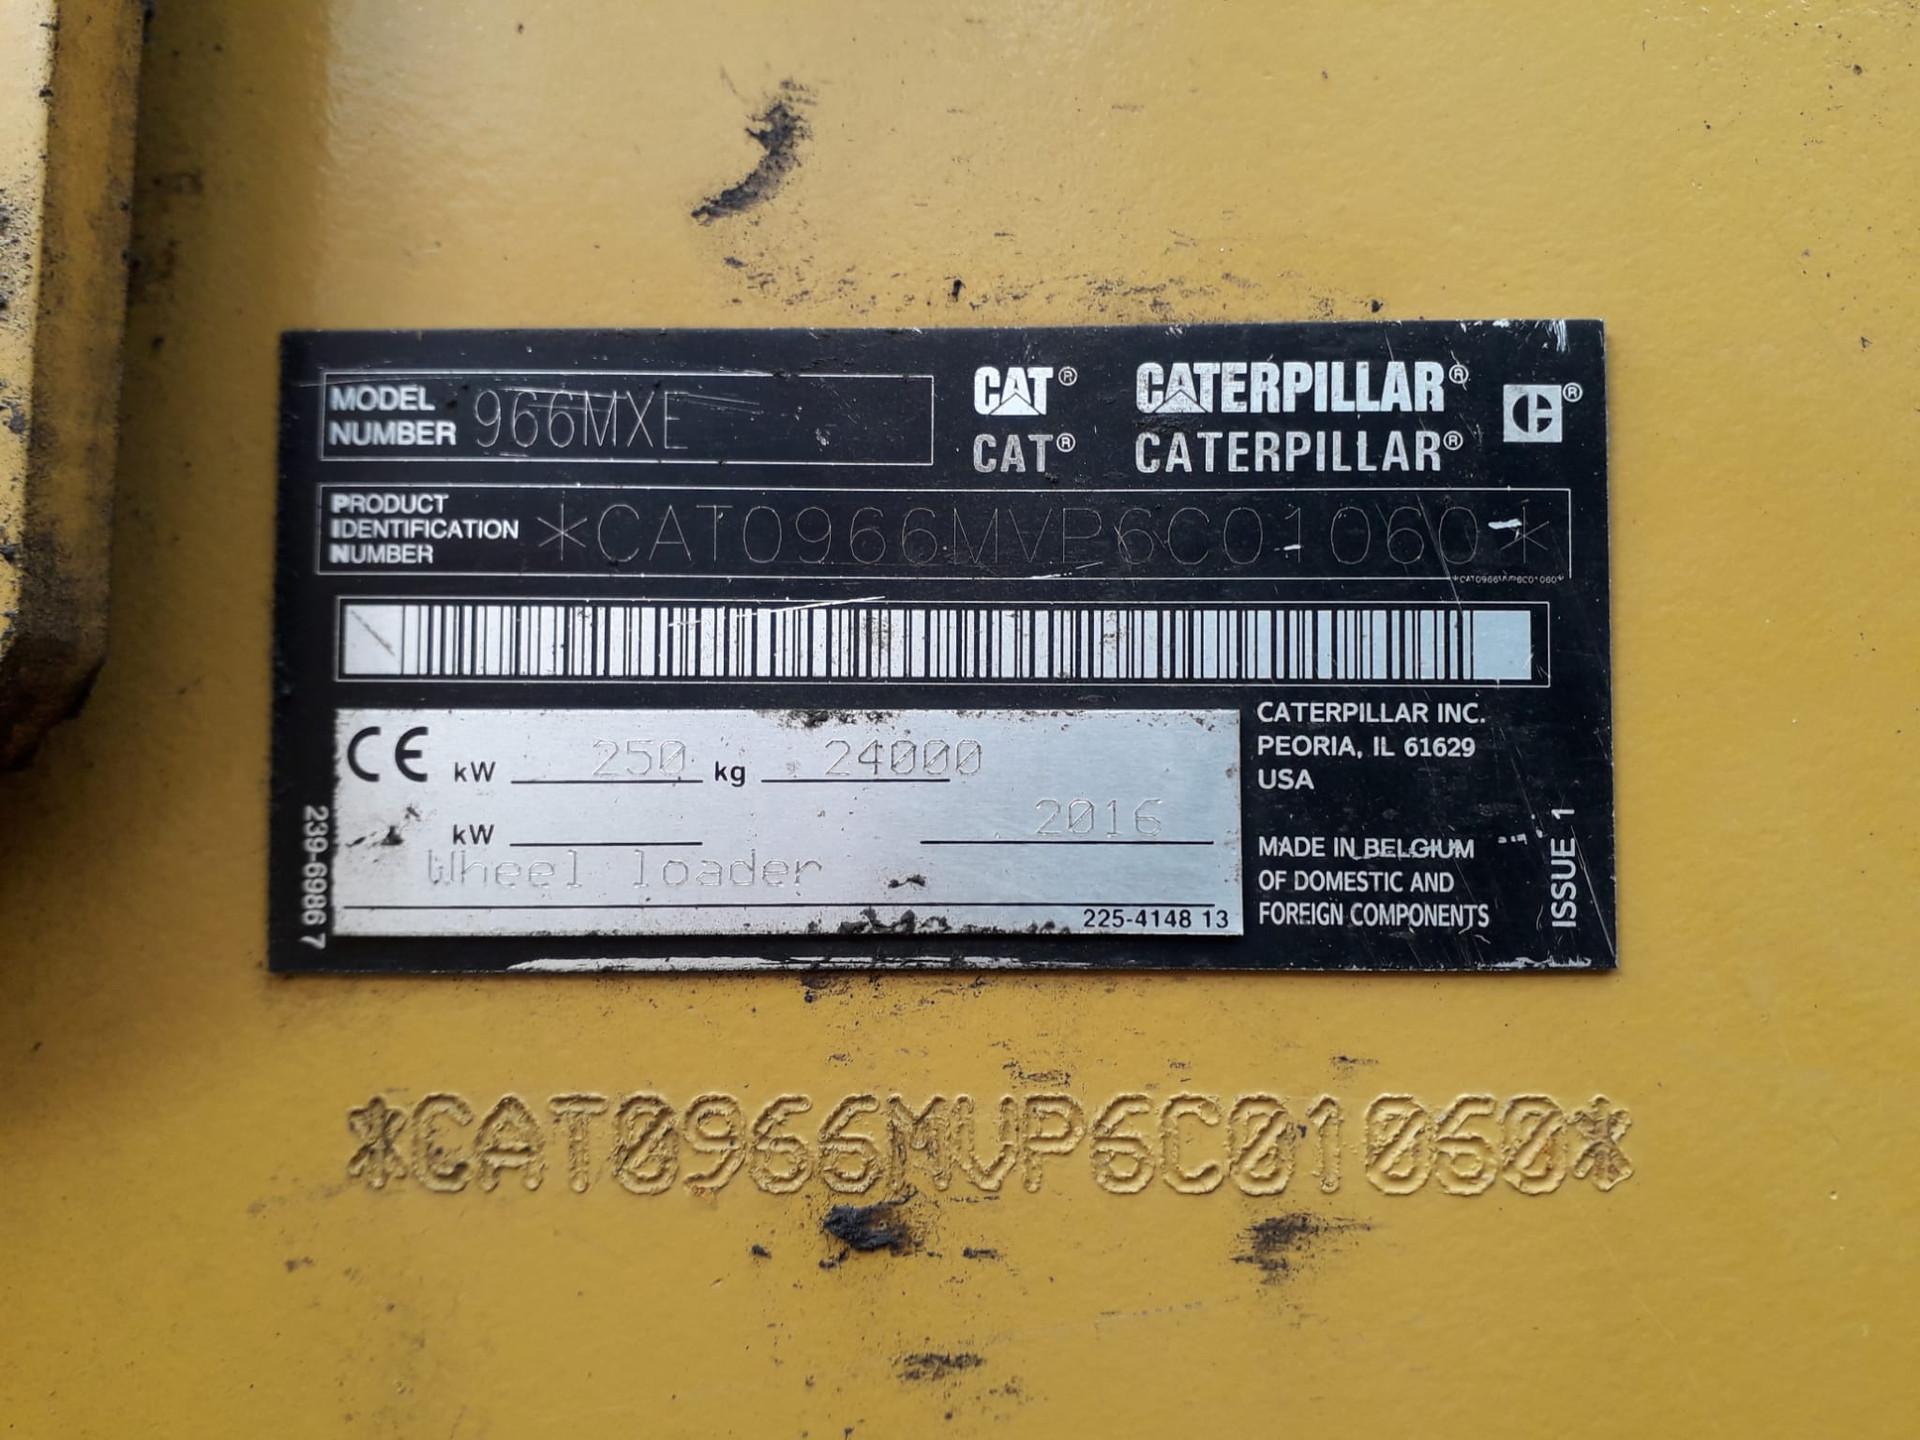 MODEL NUMBER 966MXE
CAT® CATERPILLAR®
CAT® CATERPILLAR®
®
PRODUCT IDENTIFICATION NUMBER *CAT0966MVP6C01060*
*CAT0966MVP6C01060*
CE kW 250 kg 24000
kW 2016
Wheel loader
225-4148 13
239-6986 7
CATERPILLAR INC.
PEORIA, IL 61629
USA
MADE IN BELGIUM
OF DOMESTIC AND
FOREIGN COMPONENTS
ISSUE 1
*CAT0966MVP6C01060*